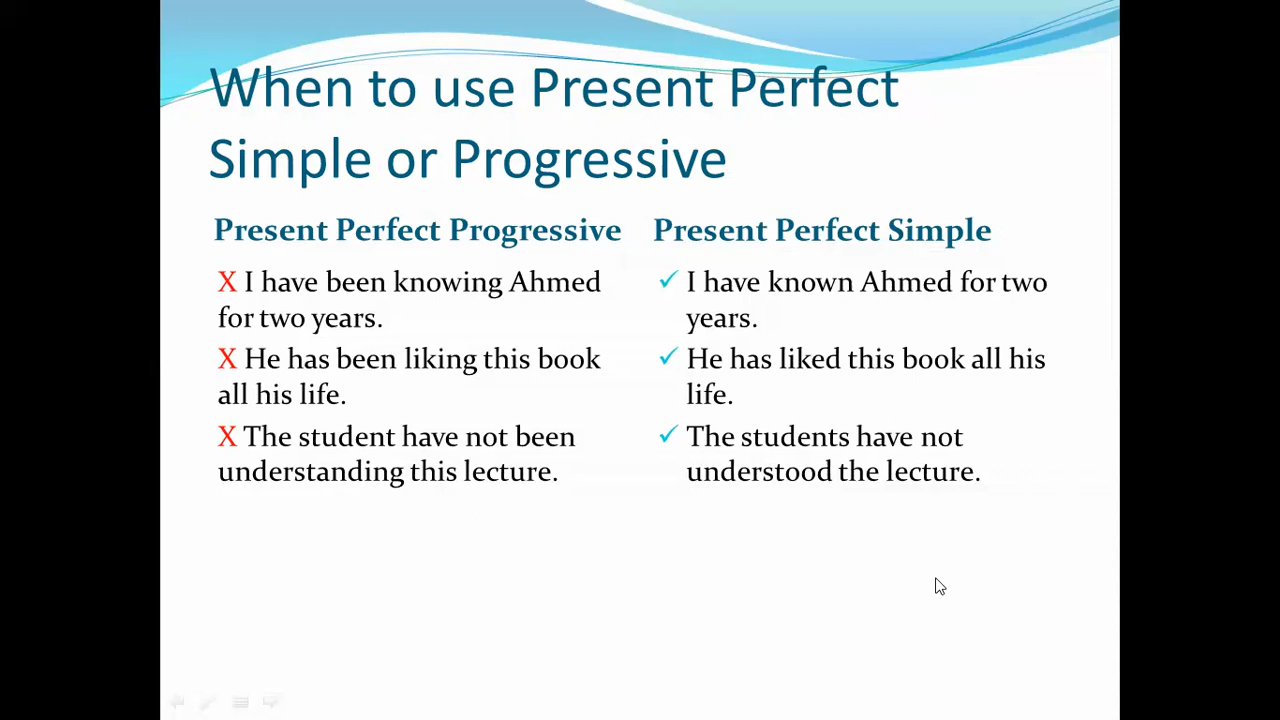 When to use Present Perfect
Simple or Progressive
Present Perfect Progressive
X I have been knowing Ahmed
for two years.
X He has been liking this book
all his life.
X The student have not been
understanding this lecture.
Present Perfect Simple
✓ I have known Ahmed for two
years.
✓ He has liked this book all his
life.
✓ The students have not
understood the lecture.